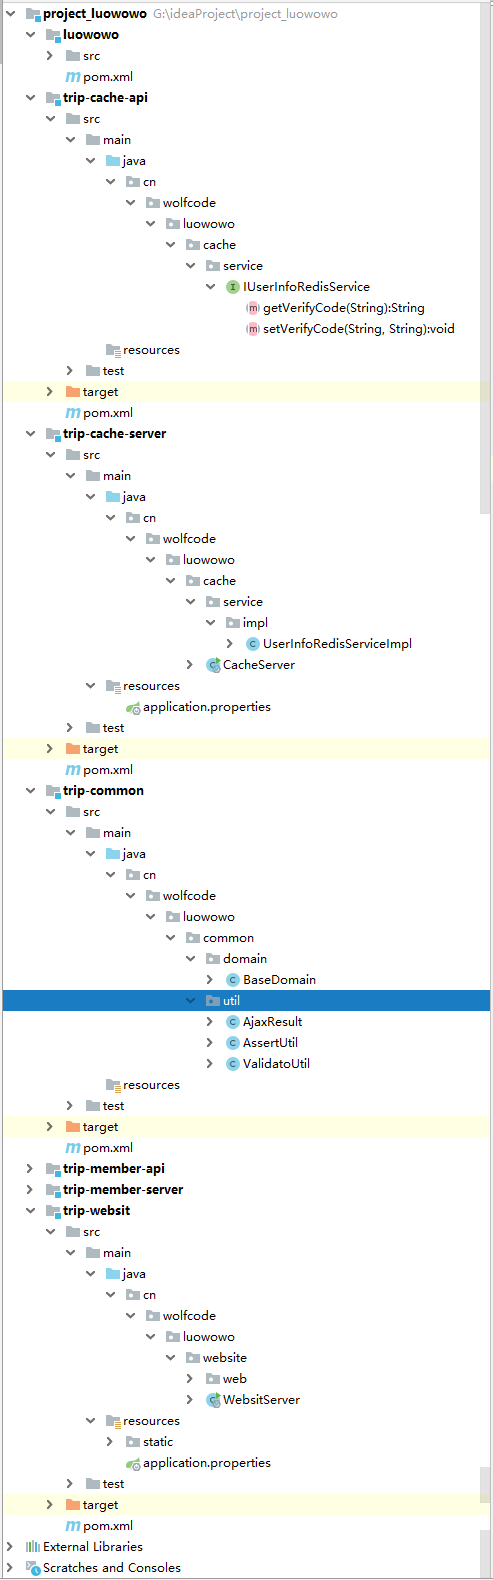 project_luowowo G:\ideaProject\project_luowowo
luowowo
src
pom.xml
trip-cache-api
src
main
java
cn
wolfcode
luowowo
cache
service
IUserInfoRedisService
getVerifyCode(String):String
setVerifyCode(String, String):void
resources
test
target
pom.xml
trip-cache-server
src
main
java
cn
wolfcode
luowowo
cache
service
impl
UserInfoRedisServiceImpl
CacheServer
resources
application.properties
test
target
pom.xml
trip-common
src
main
java
cn
wolfcode
luowowo
common
domain
BaseDomain
util
AjaxResult
AssertUtil
ValidatoUtil
resources
test
target
pom.xml
trip-member-api
trip-member-server
trip-websit
src
main
java
cn
wolfcode
luowowo
website
web
WebsitServer
resources
static
application.properties
test
target
pom.xml
External Libraries
Scratches and Consoles